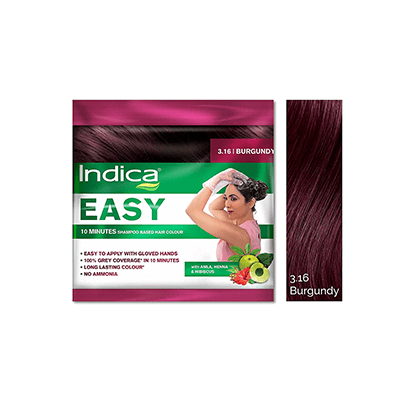 3.16 | BURGUNDY
Indica
EASY
10 MINUTES SHAMPOO BASED HAIR COLOUR
• EASY TO APPLY WITH GLOVED HANDS
• 100% GREY COVERAGE* IN 10 MINUTES
• LONG LASTING COLOUR*
• NO AMMONIA
with AMLA, HENNA
& HIBISCUS
3.16
Burgundy